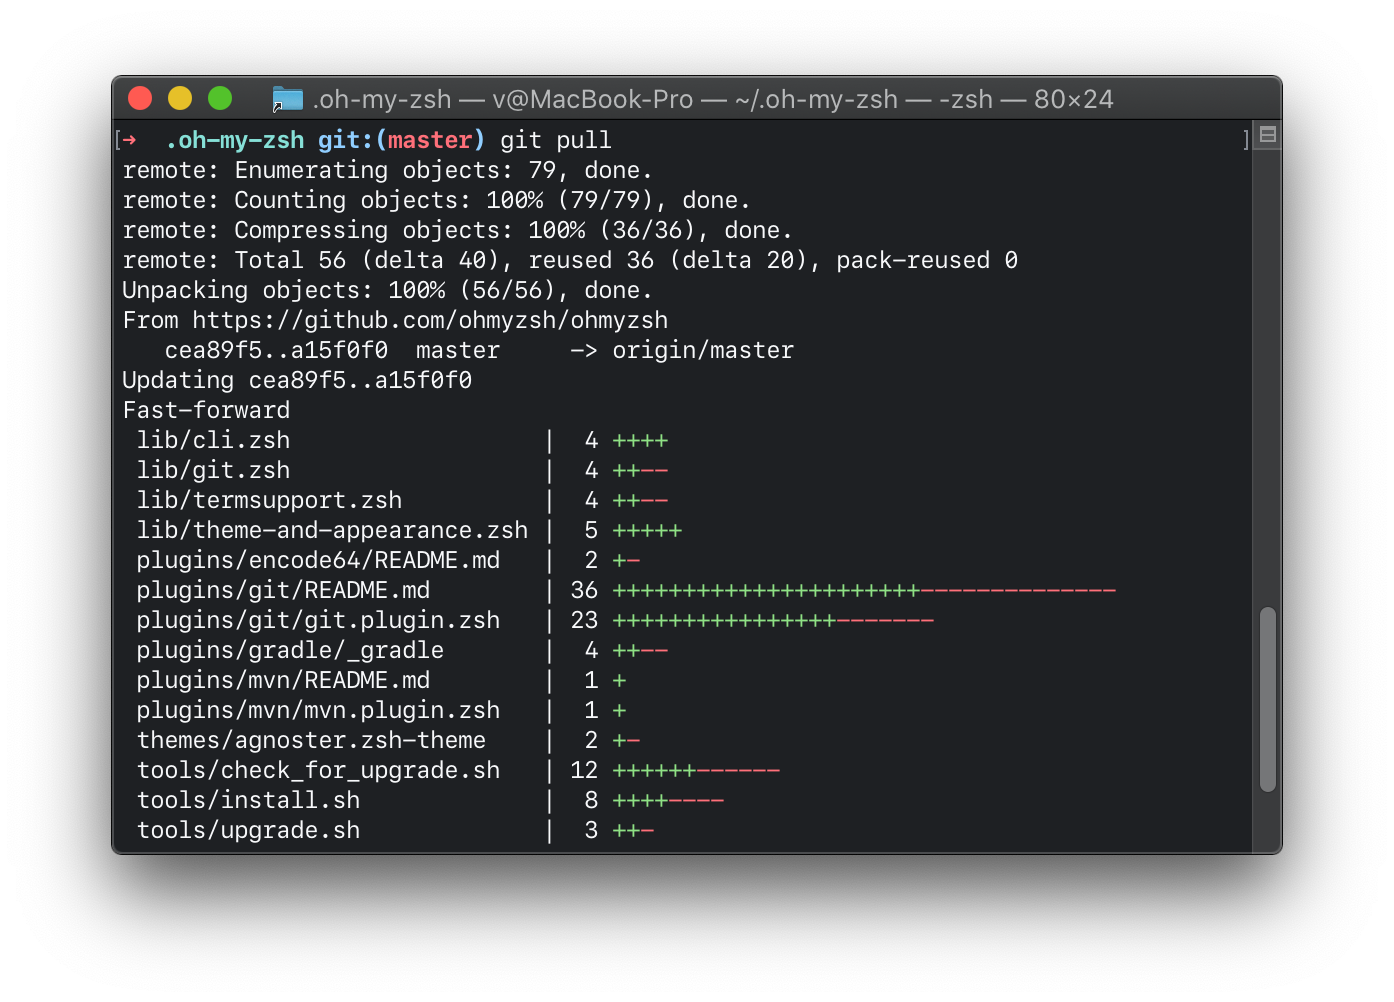 .oh-my-zsh — v@MacBook-Pro — ~/.oh-my-zsh — -zsh — 80×24
[➜  .oh-my-zsh git:(master) git pull ]
remote: Enumerating objects: 79, done.
remote: Counting objects: 100% (79/79), done.
remote: Compressing objects: 100% (36/36), done.
remote: Total 56 (delta 40), reused 36 (delta 20), pack-reused 0
Unpacking objects: 100% (56/56), done.
From https://github.com/ohmyzsh/ohmyzsh
   cea89f5..a15f0f0  master     -> origin/master
Updating cea89f5..a15f0f0
Fast-forward
 lib/cli.zsh                  |  4 ++++
 lib/git.zsh                  |  4 ++--
 lib/termsupport.zsh          |  4 ++--
 lib/theme-and-appearance.zsh |  5 +++++
 plugins/encode64/README.md   |  2 +-
 plugins/git/README.md        | 36 ++++++++++++++++++++++--------------
 plugins/git/git.plugin.zsh   | 23 ++++++++++++++++-------
 plugins/gradle/_gradle       |  4 ++--
 plugins/mvn/README.md        |  1 +
 plugins/mvn/mvn.plugin.zsh   |  1 +
 themes/agnoster.zsh-theme    |  2 +-
 tools/check_for_upgrade.sh   | 12 ++++++------
 tools/install.sh             |  8 ++++----
 tools/upgrade.sh             |  3 ++-